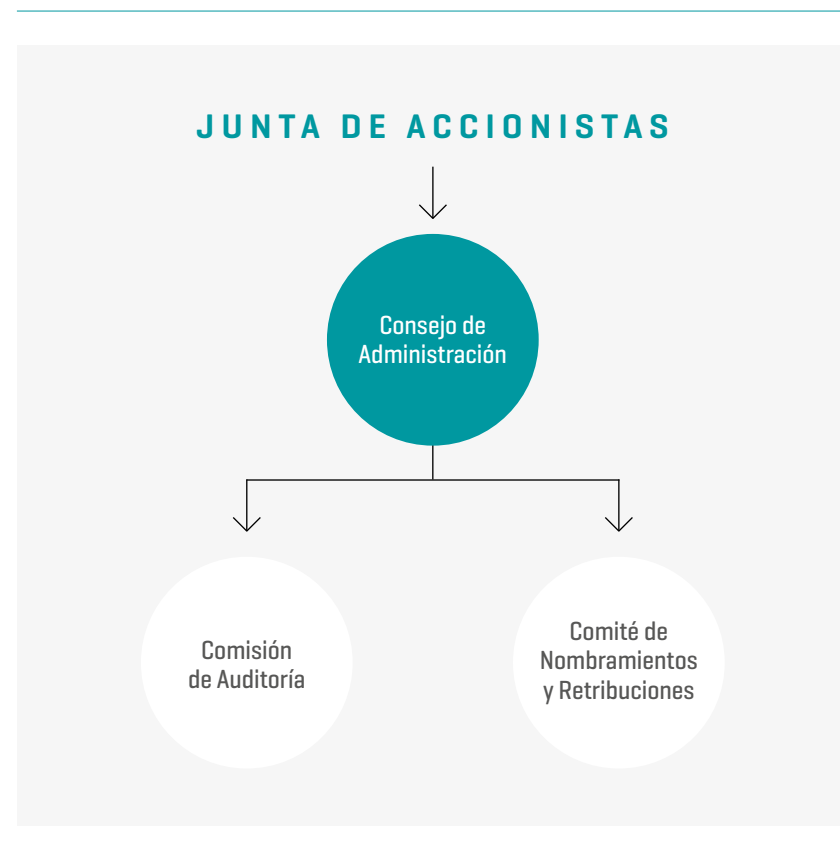 JUNTA DE ACCIONISTAS
Consejo de
Administración
Comisión
de Auditoría
Comité de
Nombramientos
y Retribuciones